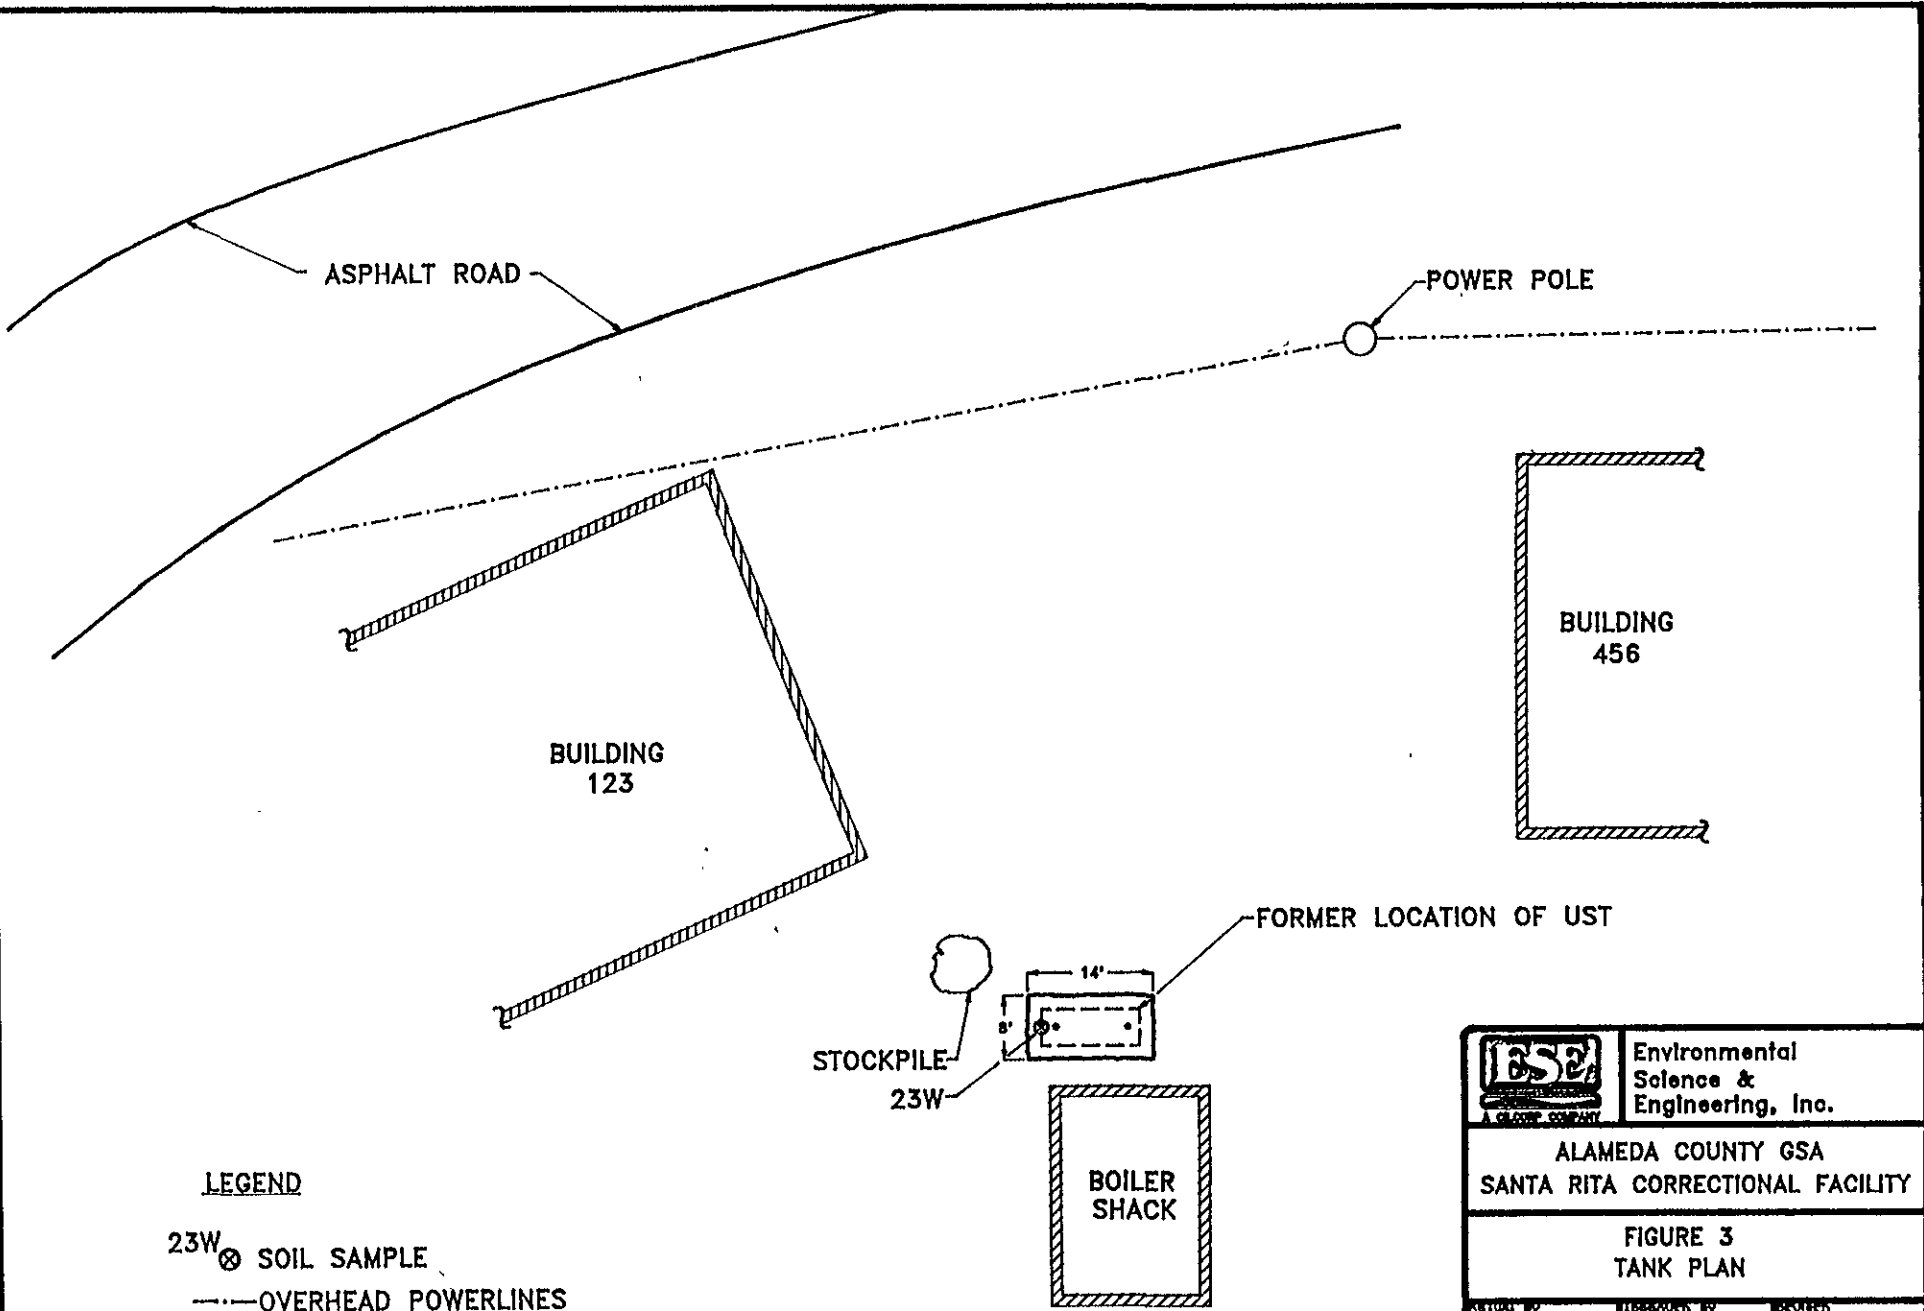 ASPHALT ROAD
POWER POLE
BUILDING
456
BUILDING
123
FORMER LOCATION OF UST
14'
8'
STOCKPILE
23W
BOILER
SHACK
LEGEND
23W SOIL SAMPLE
OVERHEAD POWERLINES
ESE
Environmental
Science &
Engineering, Inc.
A CILCORP COMPANY
ALAMEDA COUNTY GSA
SANTA RITA CORRECTIONAL FACILITY
FIGURE 3
TANK PLAN